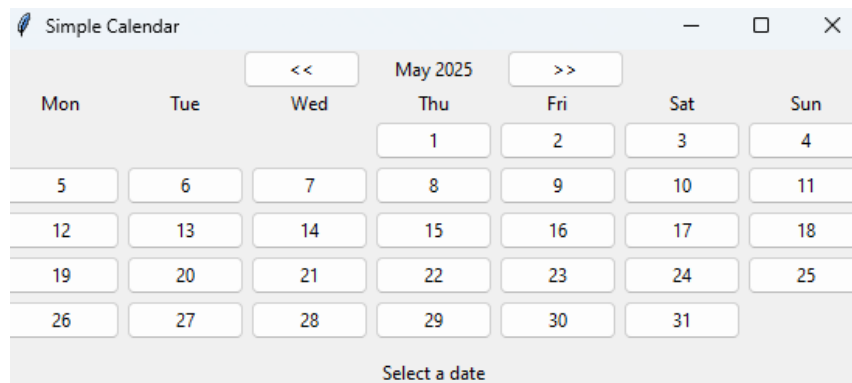 Simple Calendar
<< May 2025 >>
Mon Tue Wed Thu Fri Sat Sun
1 2 3 4
5 6 7 8 9 10 11
12 13 14 15 16 17 18
19 20 21 22 23 24 25
26 27 28 29 30 31
Select a date